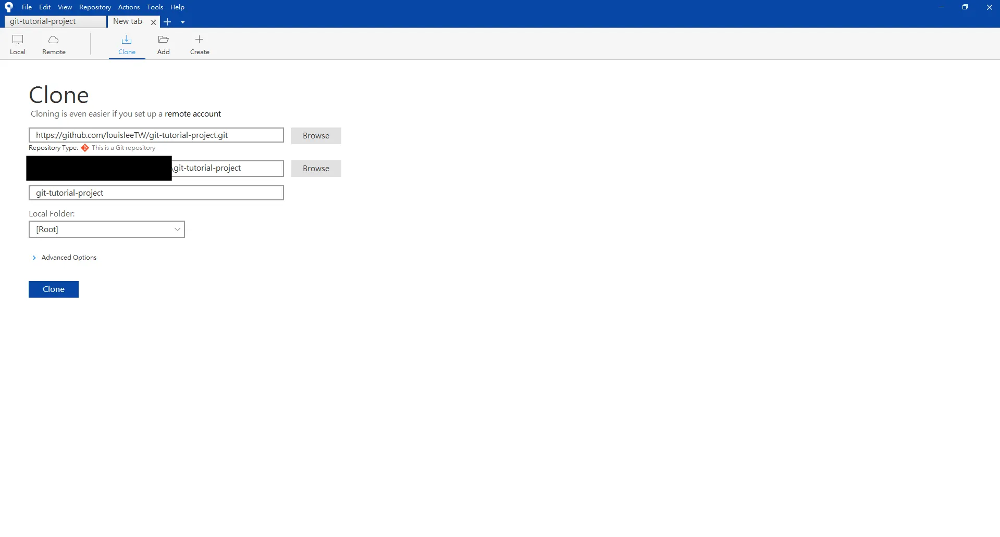 File Edit View Repository Actions Tools Help
git-tutorial-project New tab
Local Remote Clone Add Create
Clone
Cloning is even easier if you set up a remote account
https://github.com/louisleeTW/git-tutorial-project.git Browse
Repository Type: This is a Git repository
\git-tutorial-project Browse
git-tutorial-project
Local Folder:
[Root]
Advanced Options
Clone